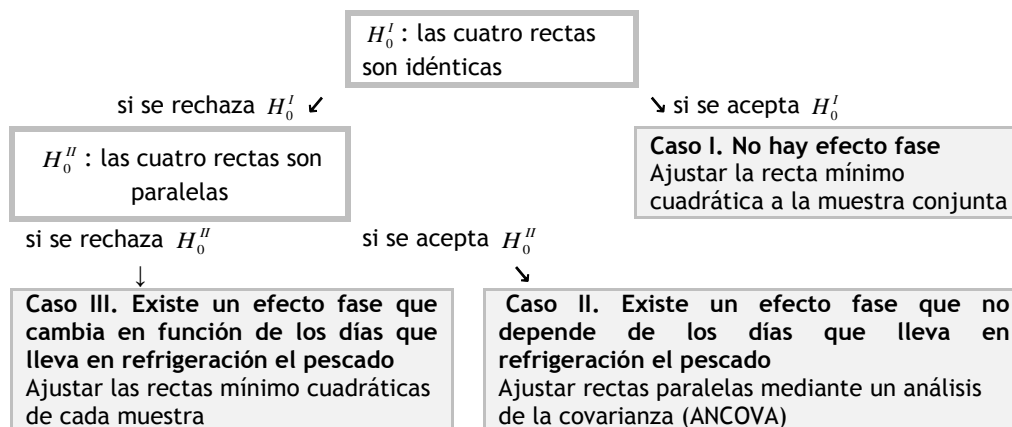 H₀ᴵ : las cuatro rectas
son idénticas
si se rechaza H₀ᴵ ↙
↘ si se acepta H₀ᴵ
H₀ᴵᴵ : las cuatro rectas son
paralelas
Caso I. No hay efecto fase
Ajustar la recta mínimo
cuadrática a la muestra conjunta
si se rechaza H₀ᴵᴵ
↓
si se acepta H₀ᴵᴵ
↘
Caso III. Existe un efecto fase que
cambia en función de los días que
lleva en refrigeración el pescado
Ajustar las rectas mínimo cuadráticas
de cada muestra
Caso II. Existe un efecto fase que no
depende de los días que lleva en
refrigeración el pescado
Ajustar rectas paralelas mediante un análisis
de la covarianza (ANCOVA)